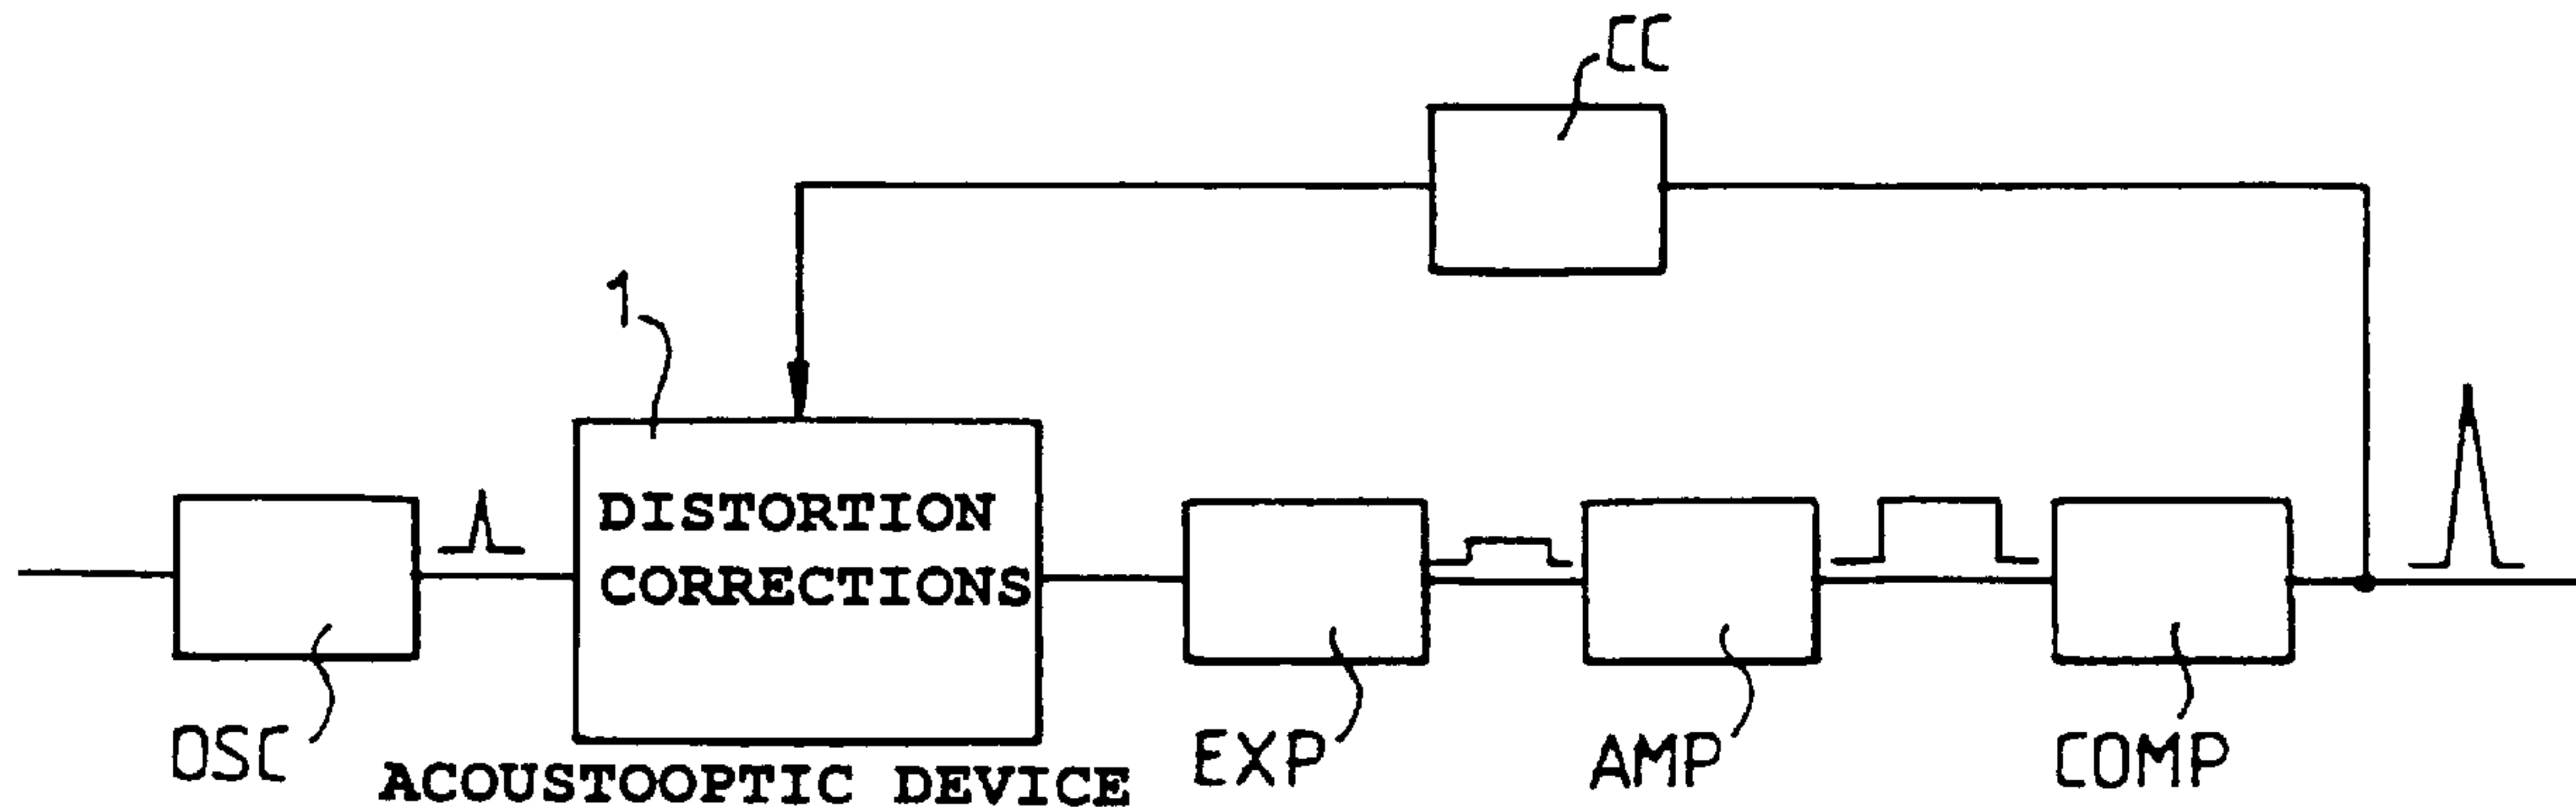 CC
1
DISTORTION
CORRECTIONS
OSC
ACOUSTOOPTIC DEVICE
EXP
AMP
COMP